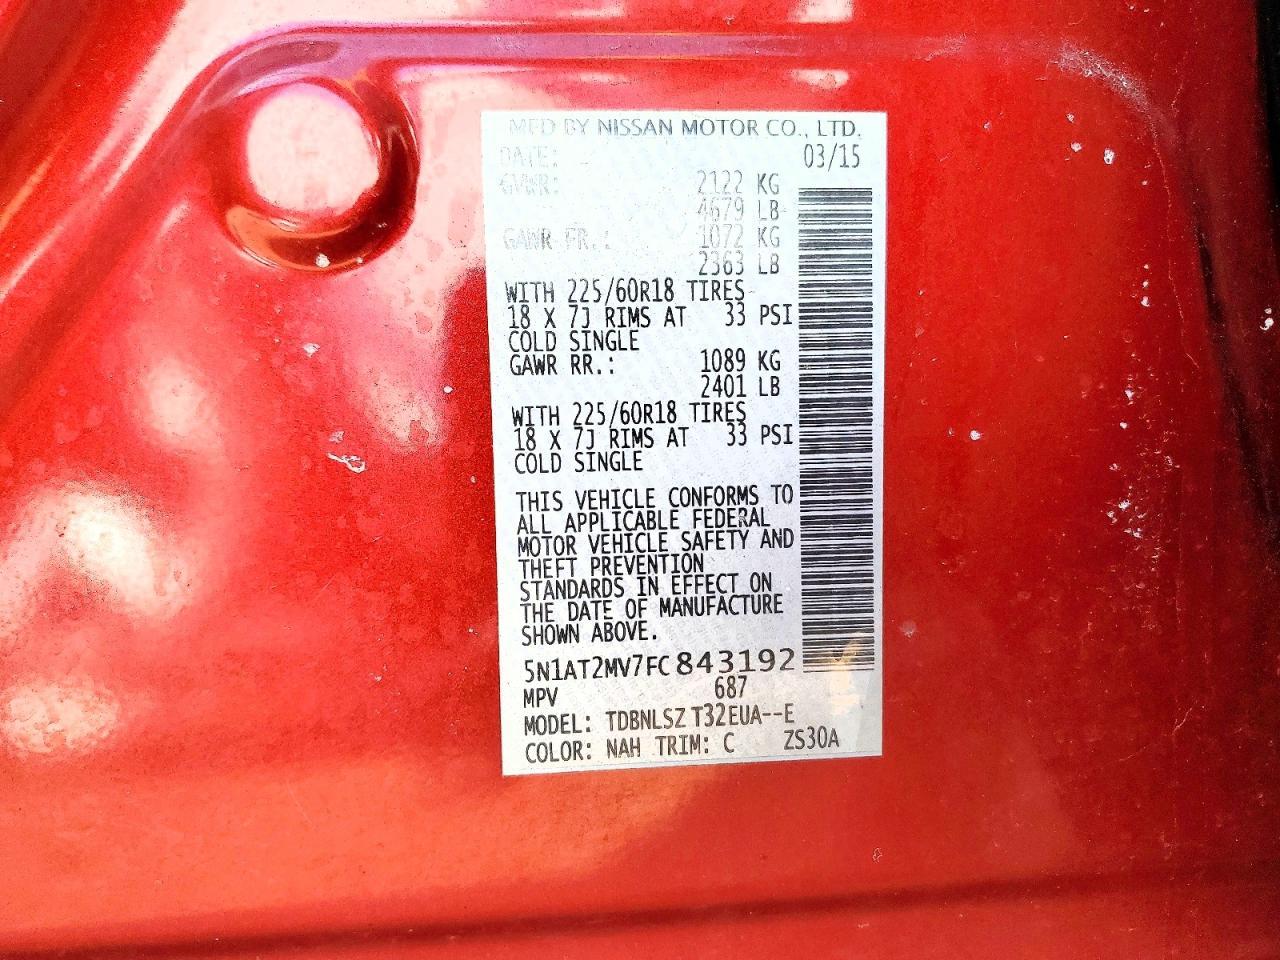 MFD BY NISSAN MOTOR CO., LTD.
DATE: 03/15
GVWR: 2122 KG
4679 LB
GAWR FR.: 1072 KG
2363 LB
WITH 225/60R18 TIRES
18 X 7J RIMS AT 33 PSI
COLD SINGLE
GAWR RR.: 1089 KG
2401 LB
WITH 225/60R18 TIRES
18 X 7J RIMS AT 33 PSI
COLD SINGLE
THIS VEHICLE CONFORMS TO
ALL APPLICABLE FEDERAL
MOTOR VEHICLE SAFETY AND
THEFT PREVENTION
STANDARDS IN EFFECT ON
THE DATE OF MANUFACTURE
SHOWN ABOVE.
5N1AT2MV7FC843192
MPV 687
MODEL: TDBNLSZ T32EUA--E
COLOR: NAH TRIM: C ZS30A